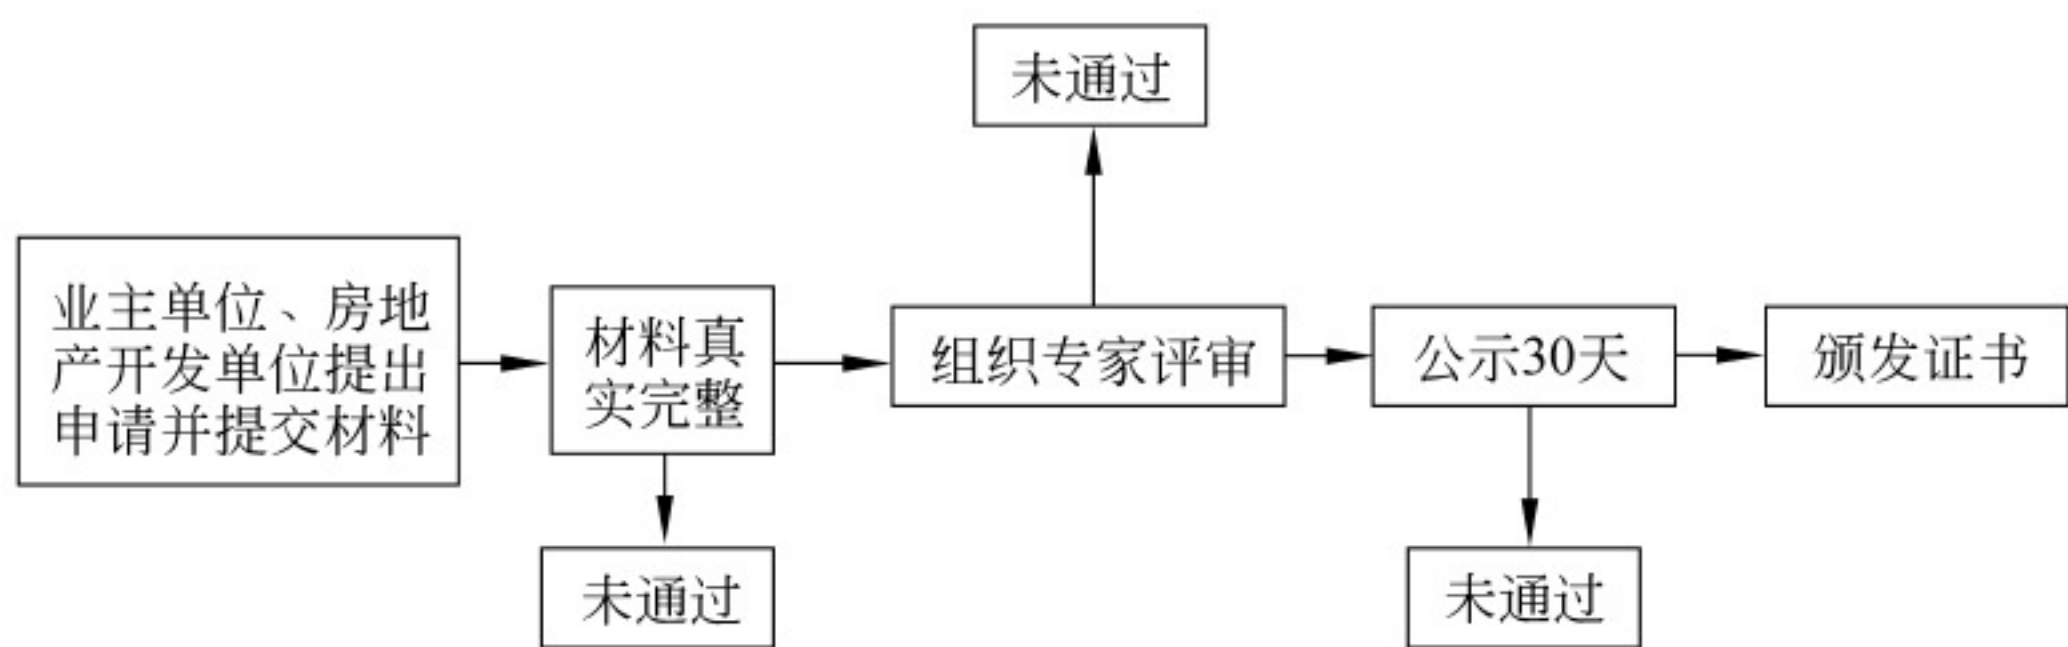 未通过
业主单位、房地
产开发单位提出
申请并提交材料
材料真
实完整
组织专家评审
公示30天
颁发证书
未通过
未通过